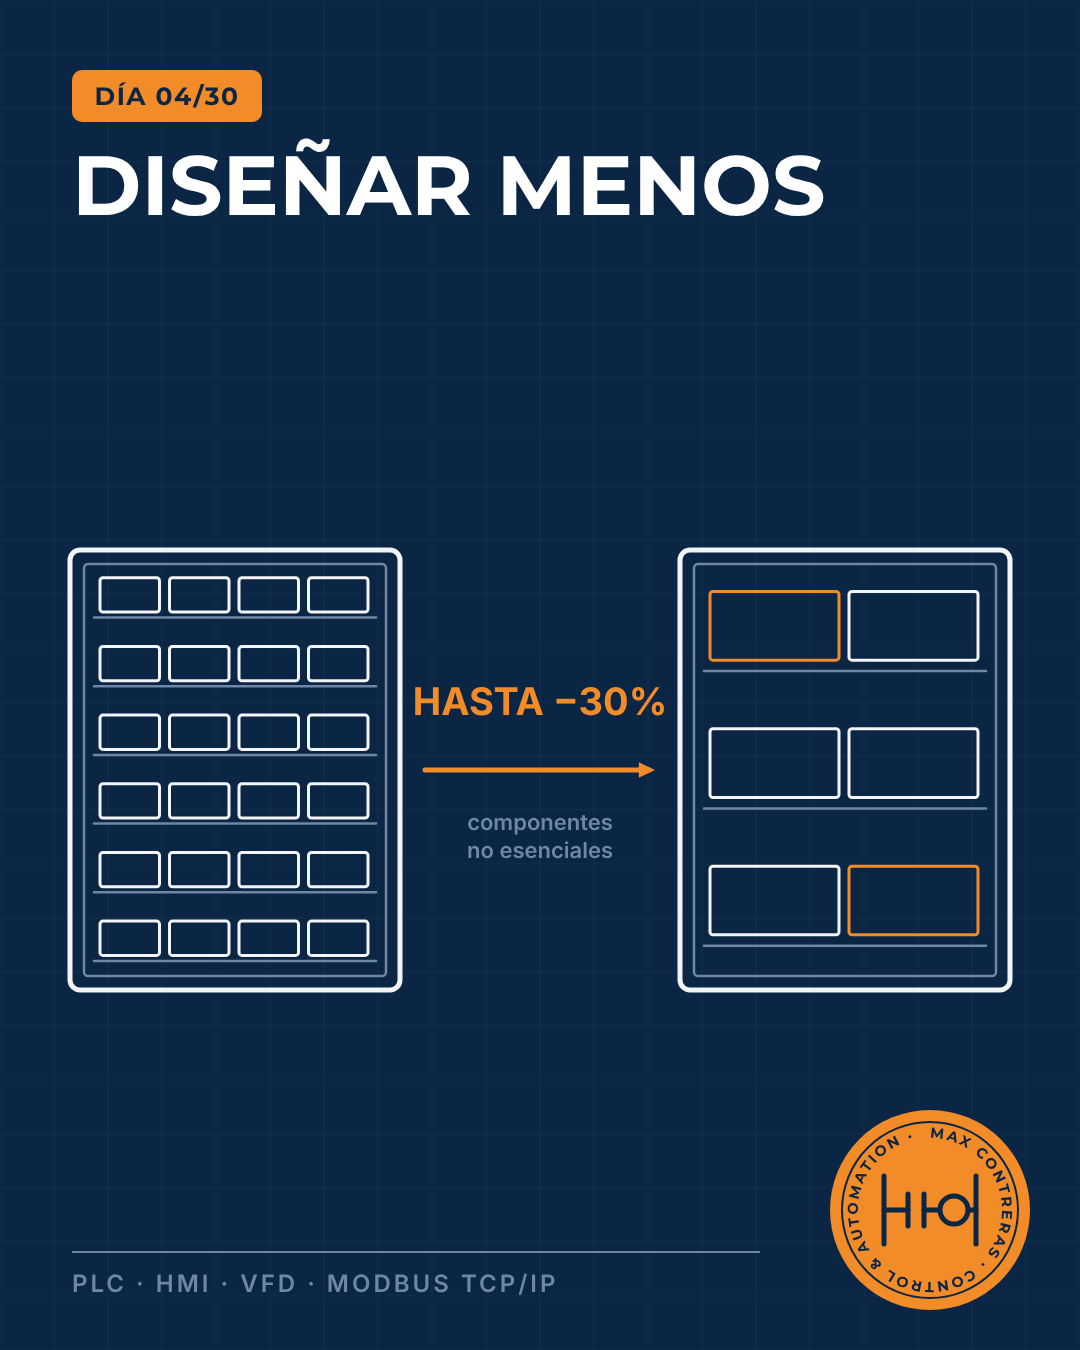 DÍA 04/30
DISEÑAR MENOS
HASTA −30%
componentes
no esenciales
MAX CONTRERAS · CONTROL & AUTOMATION ·
PLC · HMI · VFD · MODBUS TCP/IP